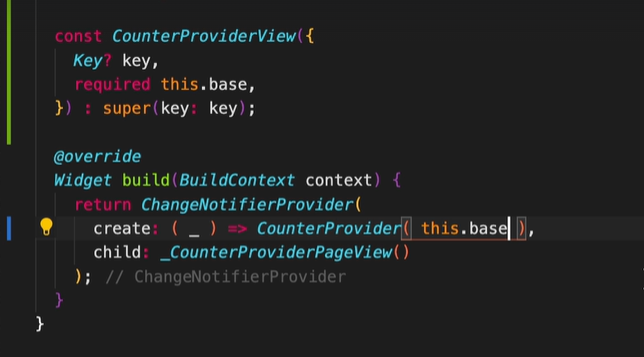 const CounterProviderView({
Key? key,
required this.base,
}) : super(key: key);
@override
Widget build(BuildContext context) {
return ChangeNotifierProvider(
create: ( _ ) => CounterProvider( this.base ),
child: _CounterProviderPageView()
); // ChangeNotifierProvider
}
}